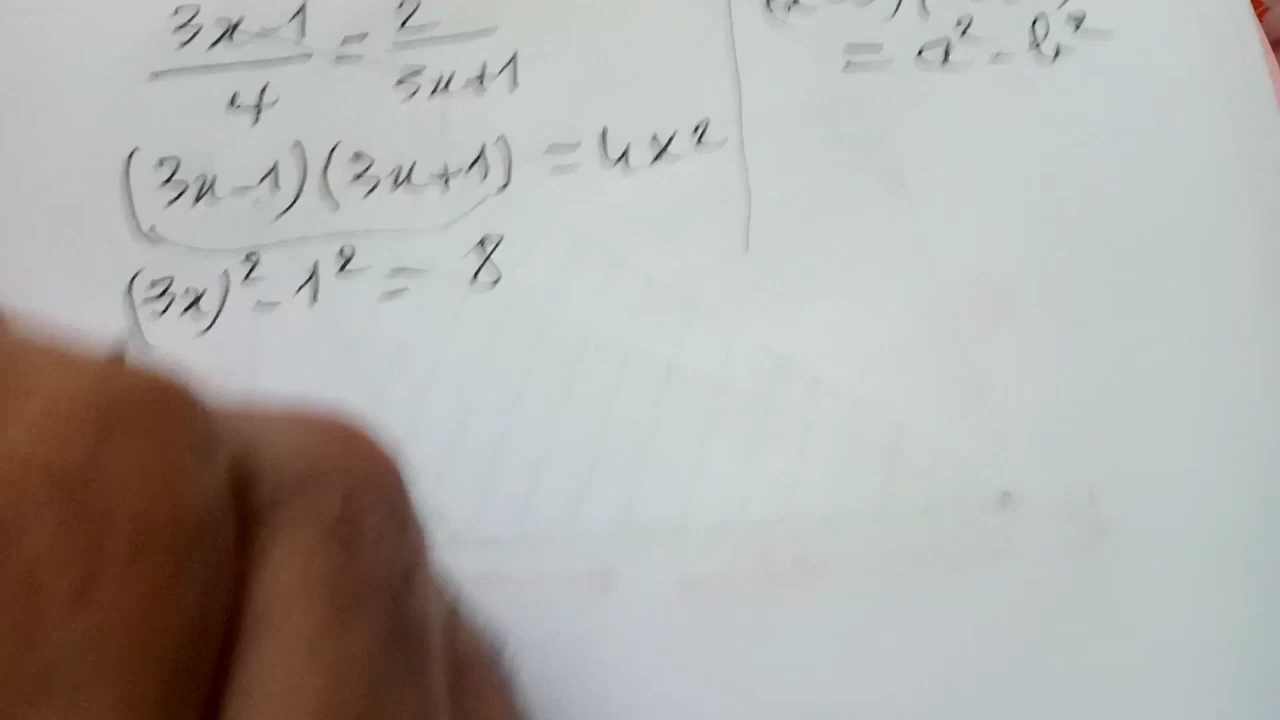 3x-1/4 = 2/3x+1
(3x-1)(3x+1) = 4x2
(3x)² - 1² = 8
= a² - b²